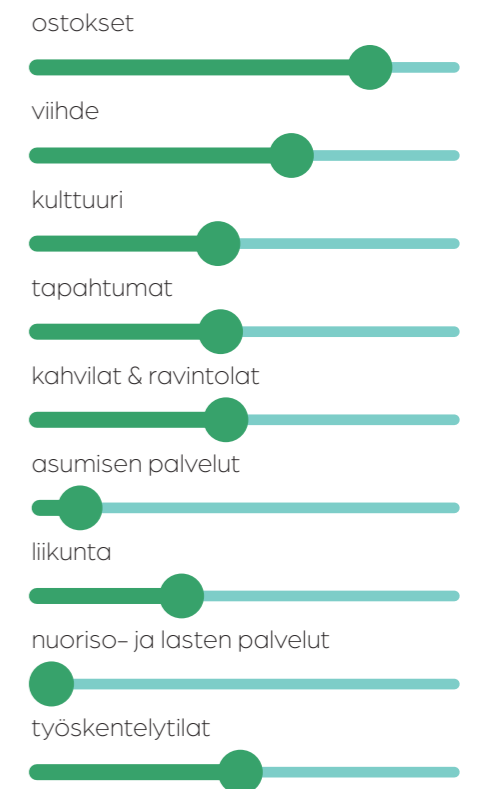 ostokset
viihde
kulttuuri
tapahtumat
kahvilat & ravintolat
asumisen palvelut
liikunta
nuoriso- ja lasten palvelut
työskentelytilat